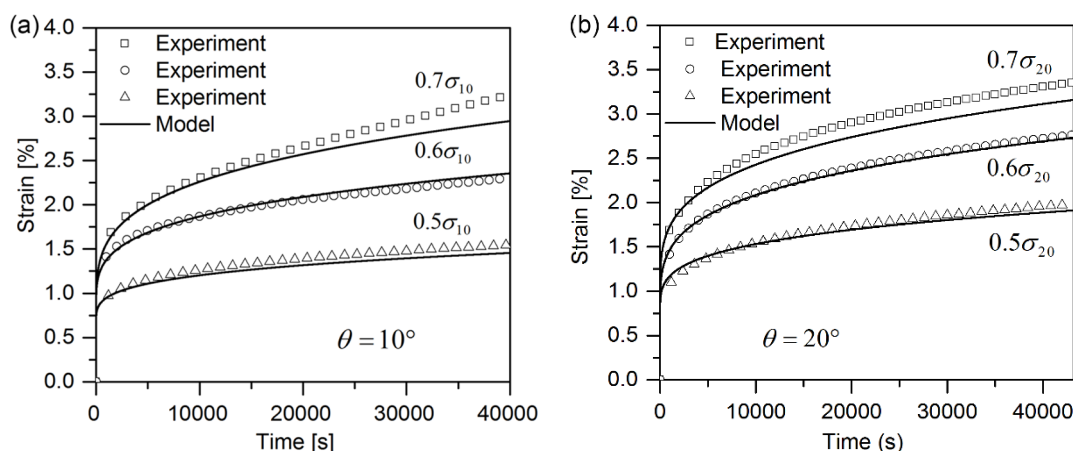 (a)
Experiment
Experiment
Experiment
Model
0.7σ₁₀
0.6σ₁₀
0.5σ₁₀
θ = 10°
Strain [%]
4.0
3.5
3.0
2.5
2.0
1.5
1.0
0.5
0.0
0 10000 20000 30000 40000
Time [s]
(b)
Experiment
Experiment
Experiment
Model
0.7σ₂₀
0.6σ₂₀
0.5σ₂₀
θ = 20°
Strain [%]
4.0
3.5
3.0
2.5
2.0
1.5
1.0
0.5
0.0
0 10000 20000 30000 40000
Time (s)